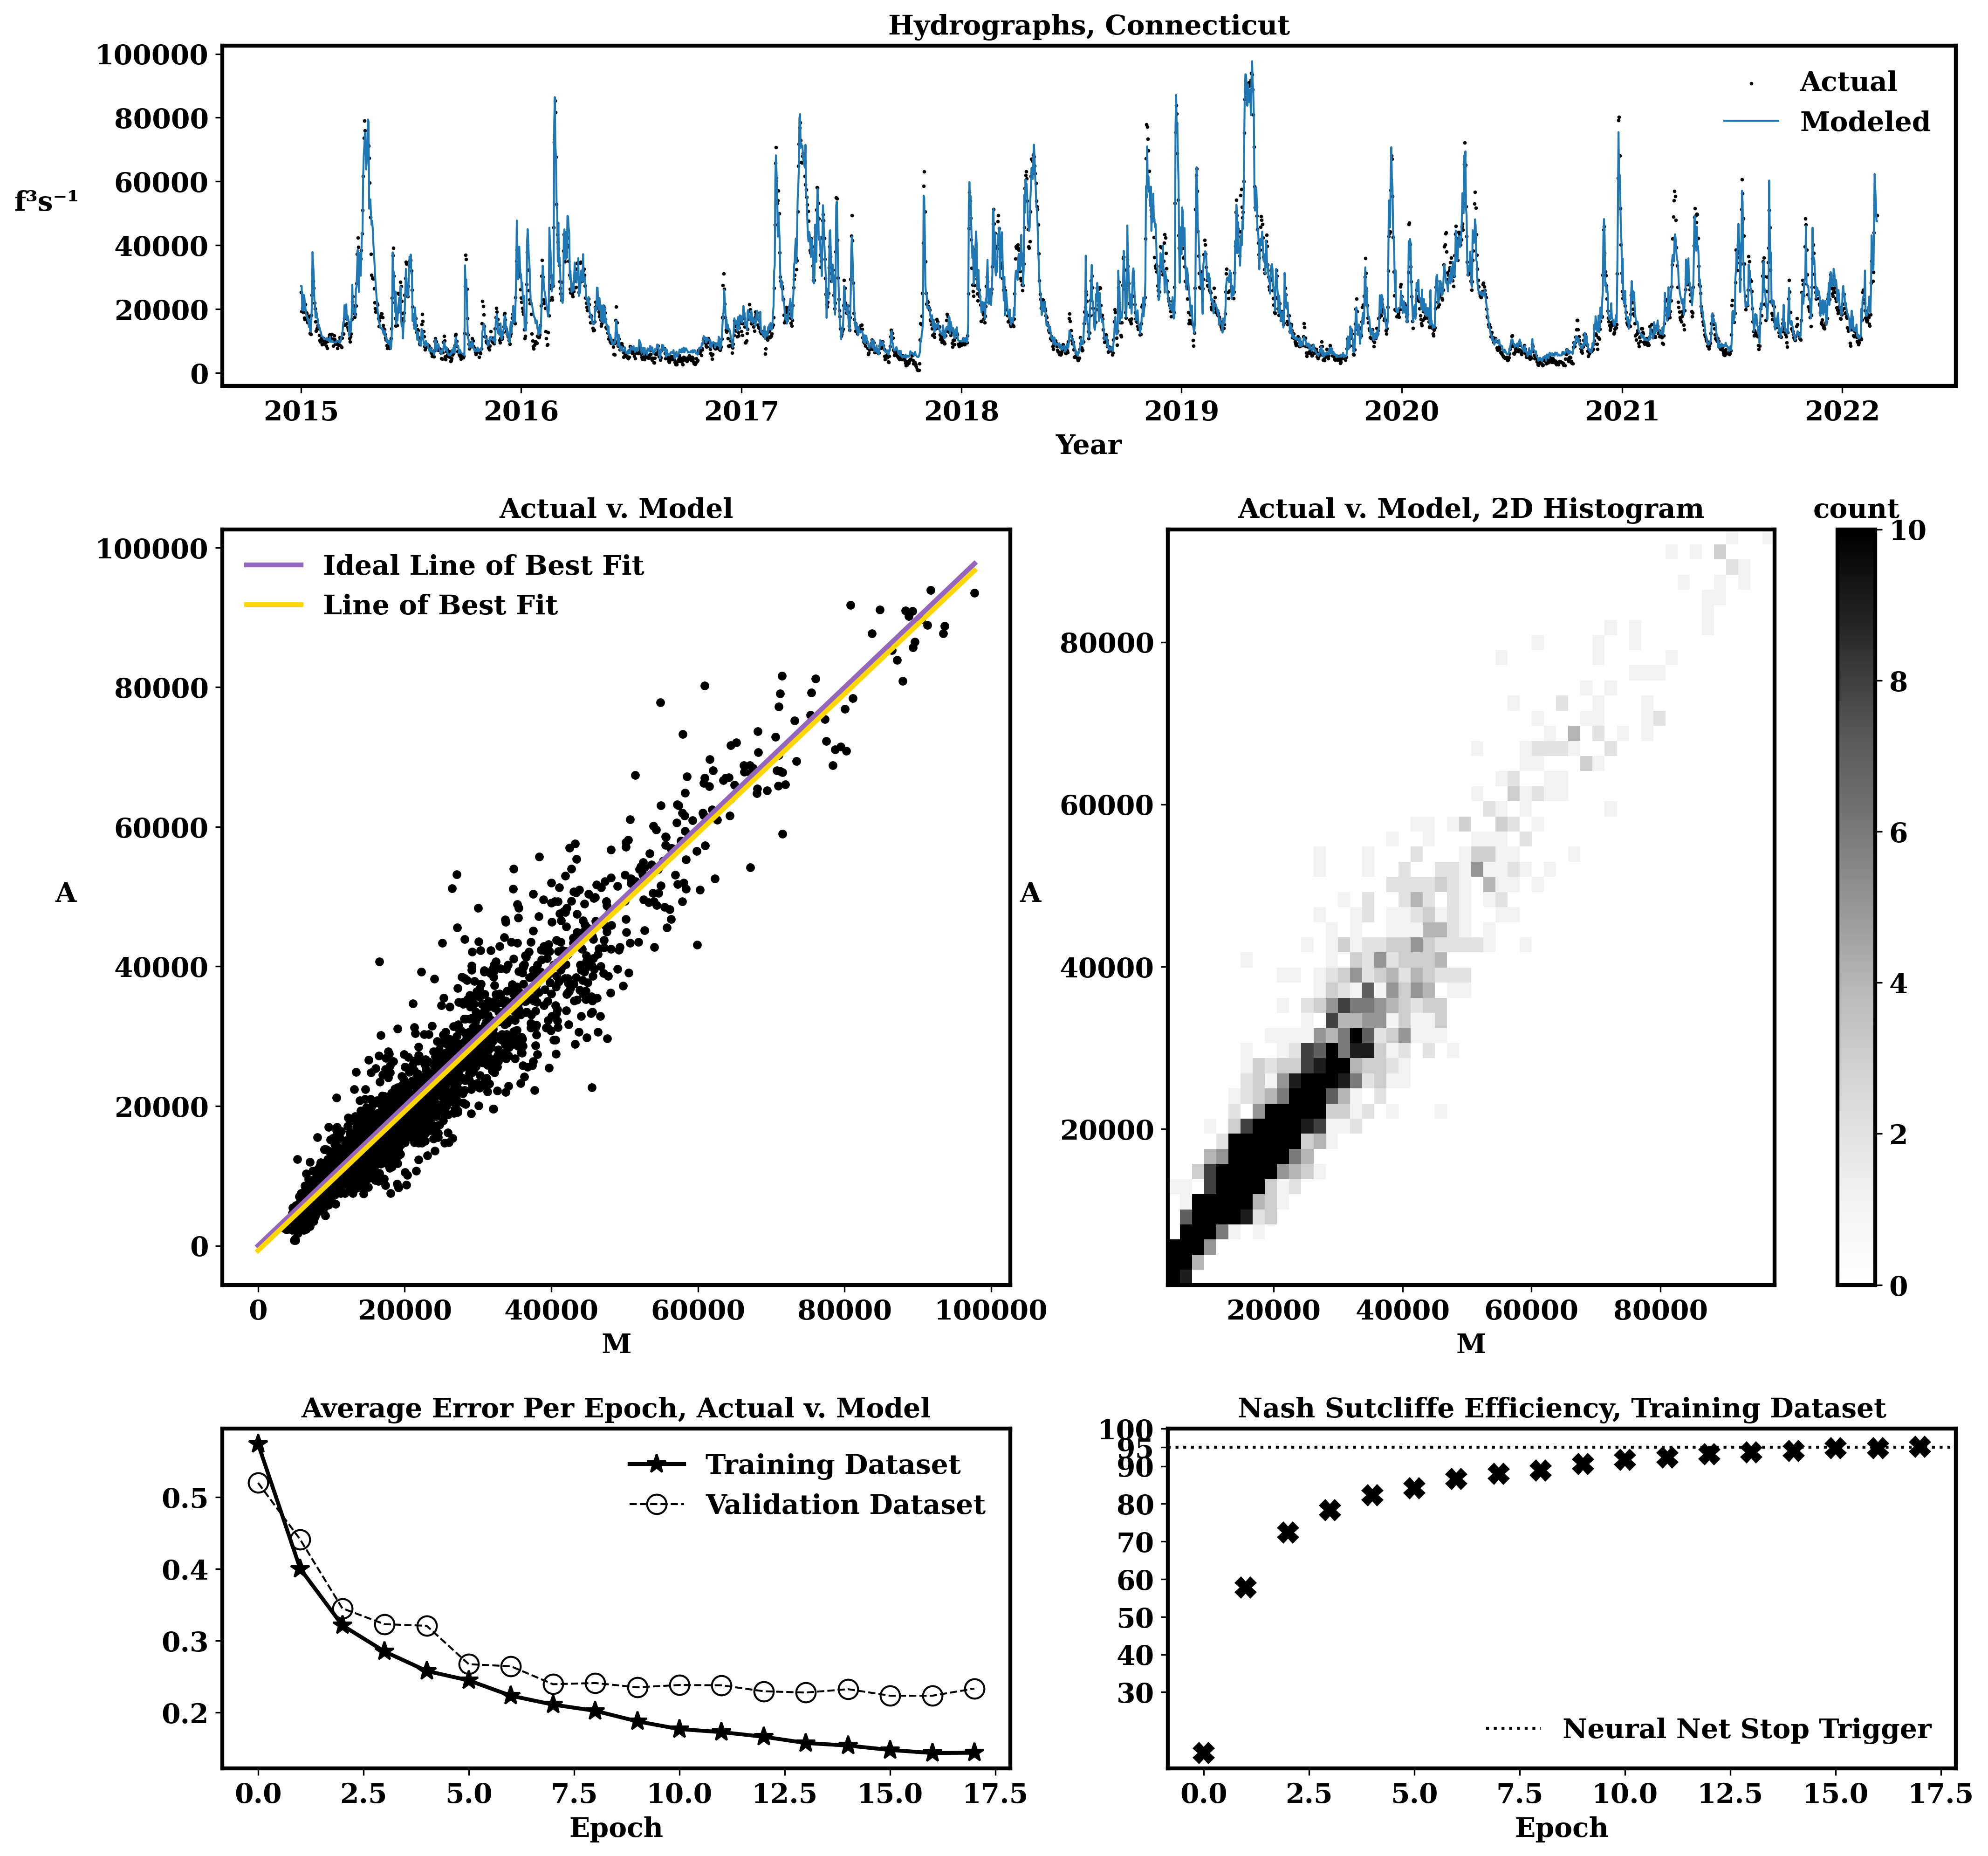 Hydrographs, Connecticut
100000
80000
60000
40000
20000
0
f³s⁻¹
Actual
Modeled
2015 2016 2017 2018 2019 2020 2021 2022
Year
Actual v. Model
100000
80000
60000
40000
20000
0
A
Ideal Line of Best Fit
Line of Best Fit
0 20000 40000 60000 80000 100000
M
Actual v. Model, 2D Histogram
80000
60000
40000
20000
A
20000 40000 60000 80000
M
count
10
8
6
4
2
0
Average Error Per Epoch, Actual v. Model
0.5
0.4
0.3
0.2
Training Dataset
Validation Dataset
0.0 2.5 5.0 7.5 10.0 12.5 15.0 17.5
Epoch
Nash Sutcliffe Efficiency, Training Dataset
100
95
90
80
70
60
50
40
30
Neural Net Stop Trigger
0.0 2.5 5.0 7.5 10.0 12.5 15.0 17.5
Epoch